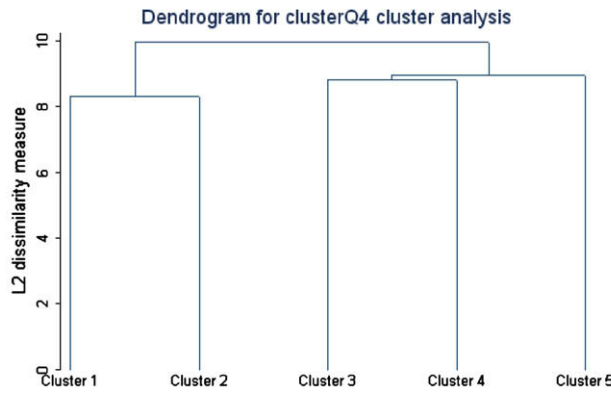 Dendrogram for clusterQ4 cluster analysis
L2 dissimilarity measure
10
8
6
4
2
0
Cluster 1 Cluster 2 Cluster 3 Cluster 4 Cluster 5